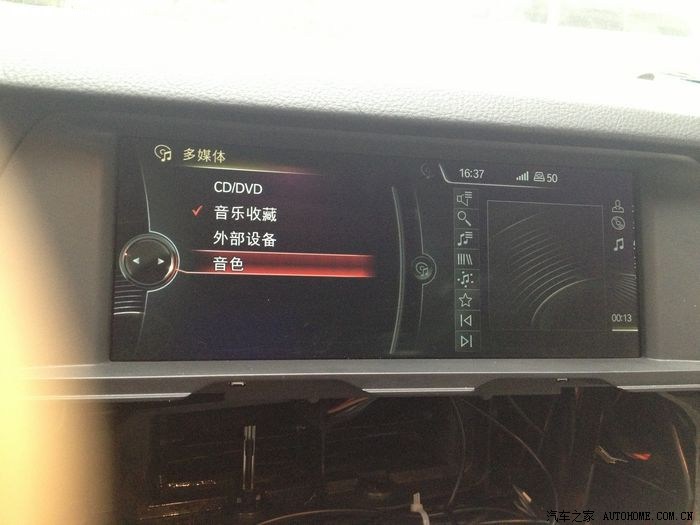 多媒体
CD/DVD
音乐收藏
外部设备
音色
16:37
50
00:13
汽车之家 AUTOHOME.COM.CN